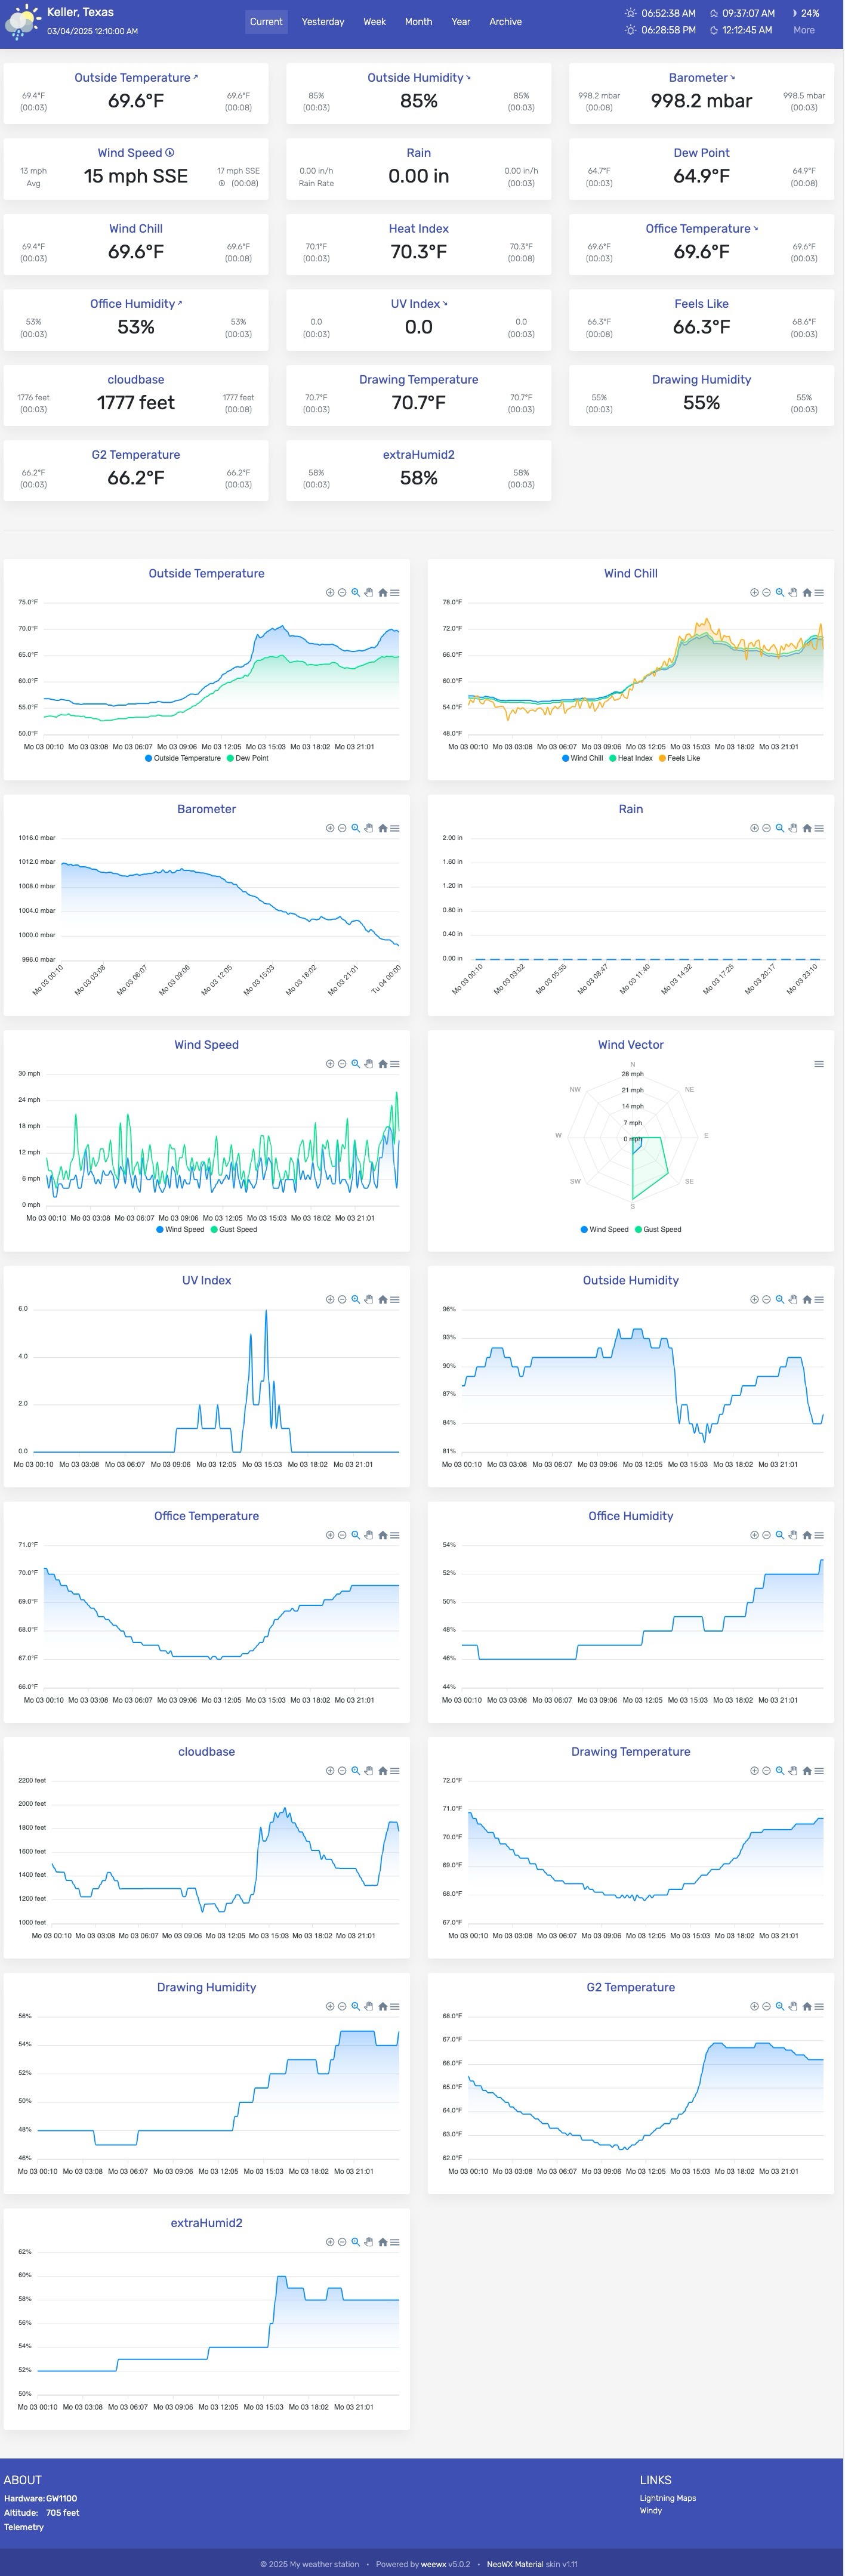 Keller, Texas
03/04/2025 12:10:00 AM
Current Yesterday Week Month Year Archive
06:52:38 AM 09:37:07 AM 24%
06:28:58 PM 12:12:45 AM More
Outside Temperature
69.4°F (00:03)
69.6°F
69.6°F (00:08)
Outside Humidity
85% (00:03)
85%
85% (00:03)
Barometer
998.2 mbar (00:08)
998.2 mbar
998.5 mbar (00:03)
Wind Speed
13 mph Avg
15 mph SSE
17 mph SSE (00:08)
Rain
0.00 in/h Rain Rate
0.00 in
0.00 in/h (00:03)
Dew Point
64.7°F (00:03)
64.9°F
64.9°F (00:08)
Wind Chill
69.4°F (00:03)
69.6°F
69.6°F (00:08)
Heat Index
70.1°F (00:03)
70.3°F
70.3°F (00:08)
Office Temperature
69.6°F (00:03)
69.6°F
69.6°F (00:03)
Office Humidity
53% (00:03)
53%
53% (00:03)
UV Index
0.0 (00:03)
0.0
0.0 (00:03)
Feels Like
66.3°F (00:08)
66.3°F
68.6°F (00:03)
cloudbase
1776 feet (00:03)
1777 feet
1777 feet (00:08)
Drawing Temperature
70.7°F (00:03)
70.7°F
70.7°F (00:03)
Drawing Humidity
55% (00:03)
55%
55% (00:03)
G2 Temperature
66.2°F (00:03)
66.2°F
66.2°F (00:03)
extraHumid2
58% (00:03)
58%
58% (00:03)
Outside Temperature
75.0°F
70.0°F
65.0°F
60.0°F
55.0°F
50.0°F
Mo 03 00:10 Mo 03 03:08 Mo 03 06:07 Mo 03 09:06 Mo 03 12:05 Mo 03 15:03 Mo 03 18:02 Mo 03 21:01
Outside Temperature Dew Point
Wind Chill
78.0°F
72.0°F
66.0°F
60.0°F
54.0°F
48.0°F
Mo 03 00:10 Mo 03 03:08 Mo 03 06:07 Mo 03 09:06 Mo 03 12:05 Mo 03 15:03 Mo 03 18:02 Mo 03 21:01
Wind Chill Heat Index Feels Like
Barometer
1016.0 mbar
1012.0 mbar
1008.0 mbar
1004.0 mbar
1000.0 mbar
996.0 mbar
Mo 03 00:10 Mo 03 03:08 Mo 03 06:07 Mo 03 09:06 Mo 03 12:05 Mo 03 15:03 Mo 03 18:02 Mo 03 21:01 Tu 04 00:00
Rain
2.00 in
1.60 in
1.20 in
0.80 in
0.40 in
0.00 in
Mo 03 00:10 Mo 03 03:02 Mo 03 05:55 Mo 03 08:47 Mo 03 11:40 Mo 03 14:32 Mo 03 17:25 Mo 03 20:17 Mo 03 23:10
Wind Speed
30 mph
24 mph
18 mph
12 mph
6 mph
0 mph
Mo 03 00:10 Mo 03 03:08 Mo 03 06:07 Mo 03 09:06 Mo 03 12:05 Mo 03 15:03 Mo 03 18:02 Mo 03 21:01
Wind Speed Gust Speed
Wind Vector
N
28 mph
NW NE
21 mph
14 mph
7 mph
W E
0 mph
SW SE
S
Wind Speed Gust Speed
UV Index
6.0
4.0
2.0
0.0
Mo 03 00:10 Mo 03 03:08 Mo 03 06:07 Mo 03 09:06 Mo 03 12:05 Mo 03 15:03 Mo 03 18:02 Mo 03 21:01
Outside Humidity
96%
93%
90%
87%
84%
81%
Mo 03 00:10 Mo 03 03:08 Mo 03 06:07 Mo 03 09:06 Mo 03 12:05 Mo 03 15:03 Mo 03 18:02 Mo 03 21:01
Office Temperature
71.0°F
70.0°F
69.0°F
68.0°F
67.0°F
66.0°F
Mo 03 00:10 Mo 03 03:08 Mo 03 06:07 Mo 03 09:06 Mo 03 12:05 Mo 03 15:03 Mo 03 18:02 Mo 03 21:01
Office Humidity
54%
52%
50%
48%
46%
44%
Mo 03 00:10 Mo 03 03:08 Mo 03 06:07 Mo 03 09:06 Mo 03 12:05 Mo 03 15:03 Mo 03 18:02 Mo 03 21:01
cloudbase
2200 feet
2000 feet
1800 feet
1600 feet
1400 feet
1200 feet
1000 feet
Mo 03 00:10 Mo 03 03:08 Mo 03 06:07 Mo 03 09:06 Mo 03 12:05 Mo 03 15:03 Mo 03 18:02 Mo 03 21:01
Drawing Temperature
72.0°F
71.0°F
70.0°F
69.0°F
68.0°F
67.0°F
Mo 03 00:10 Mo 03 03:08 Mo 03 06:07 Mo 03 09:06 Mo 03 12:05 Mo 03 15:03 Mo 03 18:02 Mo 03 21:01
Drawing Humidity
56%
54%
52%
50%
48%
46%
Mo 03 00:10 Mo 03 03:08 Mo 03 06:07 Mo 03 09:06 Mo 03 12:05 Mo 03 15:03 Mo 03 18:02 Mo 03 21:01
G2 Temperature
68.0°F
67.0°F
66.0°F
65.0°F
64.0°F
63.0°F
62.0°F
Mo 03 00:10 Mo 03 03:08 Mo 03 06:07 Mo 03 09:06 Mo 03 12:05 Mo 03 15:03 Mo 03 18:02 Mo 03 21:01
extraHumid2
62%
60%
58%
56%
54%
52%
50%
Mo 03 00:10 Mo 03 03:08 Mo 03 06:07 Mo 03 09:06 Mo 03 12:05 Mo 03 15:03 Mo 03 18:02 Mo 03 21:01
ABOUT
Hardware: GW1100
Altitude: 705 feet
Telemetry
LINKS
Lightning Maps
Windy
© 2025 My weather station • Powered by weewx v5.0.2 • NeoWX Material skin v1.11